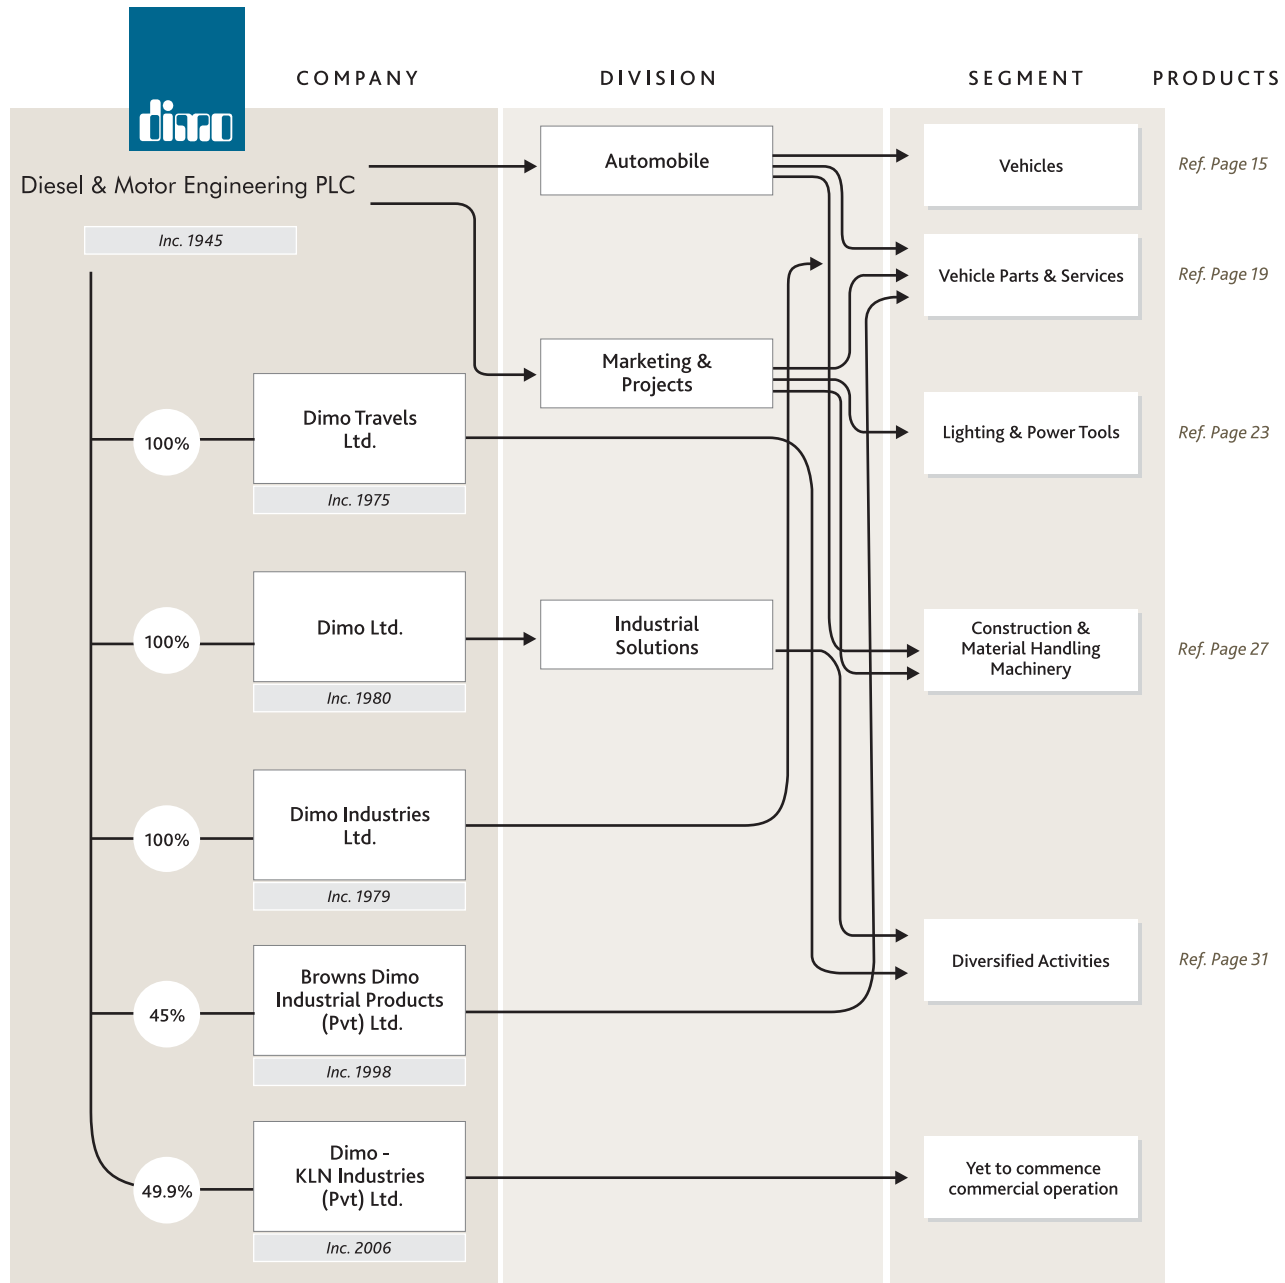 dimo
COMPANY
DIVISION
SEGMENT
PRODUCTS
Diesel & Motor Engineering PLC
Inc. 1945
Automobile
Vehicles
Ref. Page 15
Vehicle Parts & Services
Ref. Page 19
Marketing &
Projects
100%
Dimo Travels
Ltd.
Inc. 1975
Lighting & Power Tools
Ref. Page 23
100%
Dimo Ltd.
Inc. 1980
Industrial
Solutions
Construction &
Material Handling
Machinery
Ref. Page 27
100%
Dimo Industries
Ltd.
Inc. 1979
45%
Browns Dimo
Industrial Products
(Pvt) Ltd.
Inc. 1998
Diversified Activities
Ref. Page 31
49.9%
Dimo -
KLN Industries
(Pvt) Ltd.
Inc. 2006
Yet to commence
commercial operation